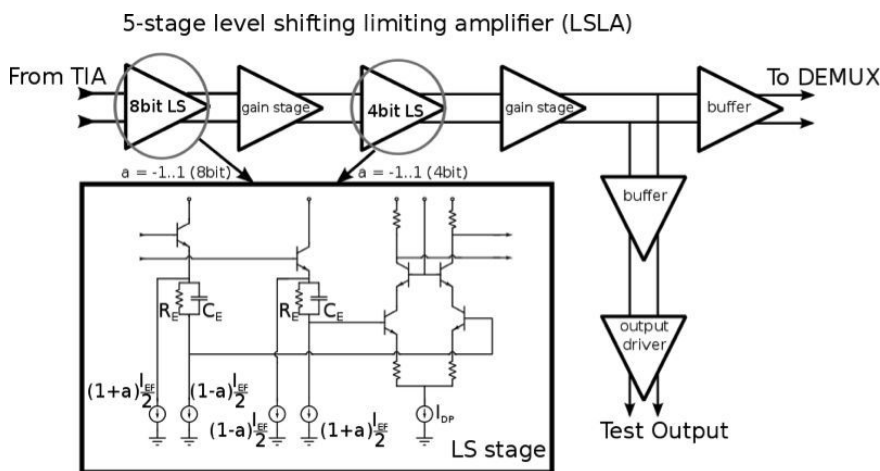 5-stage level shifting limiting amplifier (LSLA)
From TIA
8bit LS
gain stage
4bit LS
gain stage
buffer
To DEMUX
a = -1..1 (8bit)
a = -1..1 (4bit)
buffer
R_E
C_E
R_E
C_E
output
driver
(1+a)I_EF/2
(1-a)I_EF/2
(1-a)I_EF/2
(1+a)I_EF/2
I_DP
LS stage
Test Output